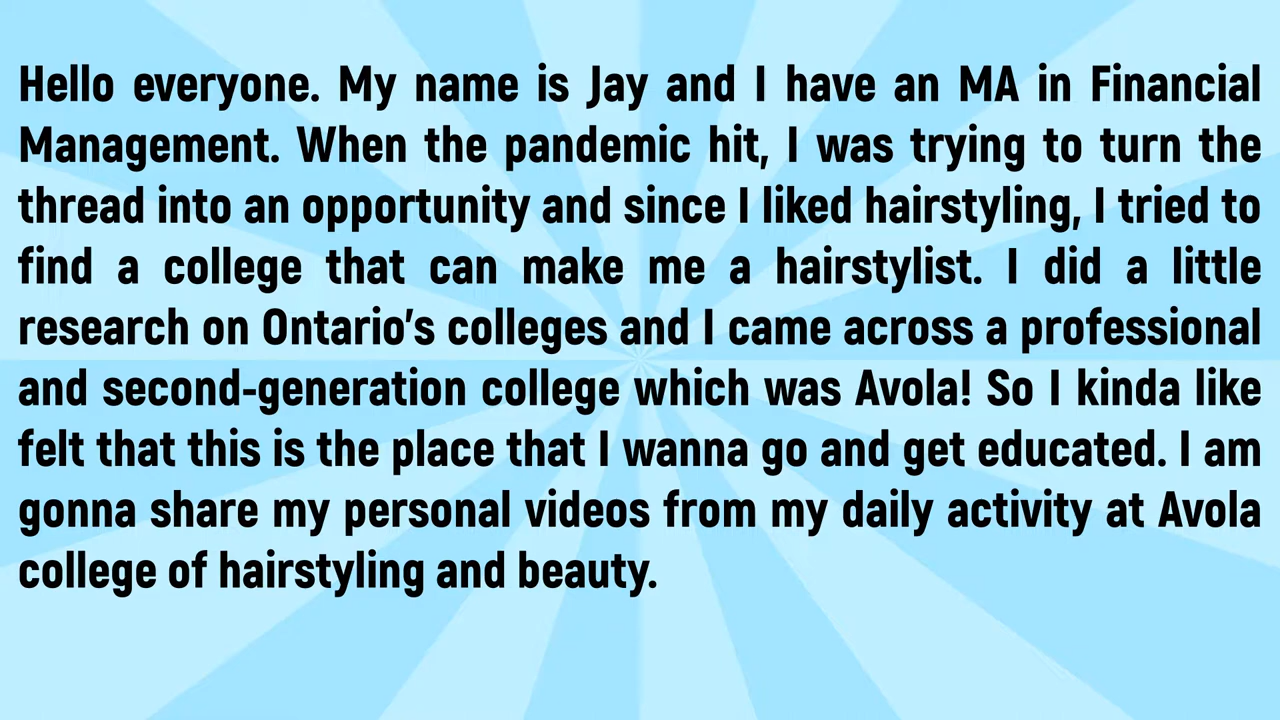 Hello everyone. My name is Jay and I have an MA in Financial
Management. When the pandemic hit, I was trying to turn the
thread into an opportunity and since I liked hairstyling, I tried to
find a college that can make me a hairstylist. I did a little
research on Ontario's colleges and I came across a professional
and second-generation college which was Avola! So I kinda like
felt that this is the place that I wanna go and get educated. I am
gonna share my personal videos from my daily activity at Avola
college of hairstyling and beauty.